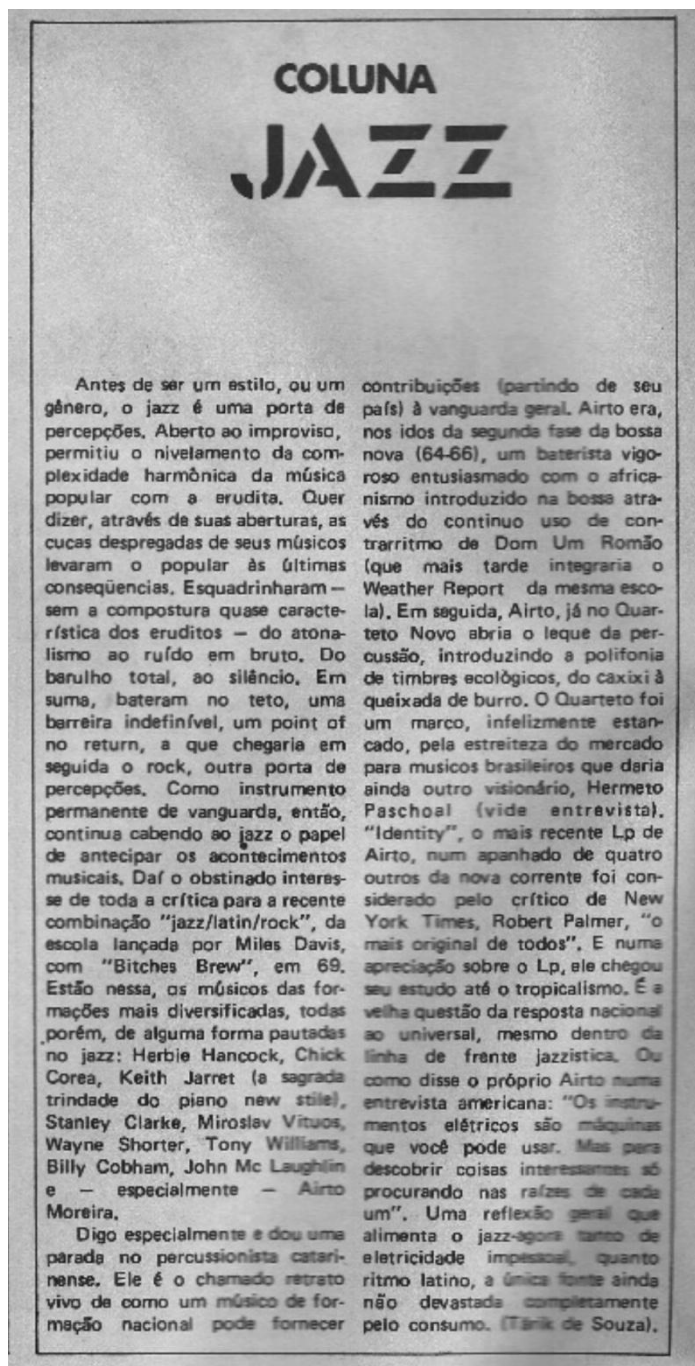 COLUNA
JAZZ
Antes de ser um estilo, ou um
gênero, o jazz é uma porta de
percepções. Aberto ao improviso,
permitiu o nivelamento da com-
plexidade harmônica da música
popular com a erudita. Quer
dizer, através de suas aberturas, as
cucas despregadas de seus músicos
levaram o popular às últimas
conseqüencias. Esquadrinharam —
sem a compostura quase caracte-
rística dos eruditos — do atona-
lismo ao ruído em bruto. Do
barulho total, ao silêncio. Em
suma, bateram no teto, uma
barreira indefinível, um point of
no return, a que chegaria em
seguida o rock, outra porta de
percepções. Como instrumento
permanente de vanguarda, então,
continua cabendo ao jazz o papel
de antecipar os acontecimentos
musicais. Daí o obstinado interes-
se de toda a crítica para a recente
combinação "jazz/latin/rock", da
escola lançada por Miles Davis,
com "Bitches Brew", em 69.
Estão nessa, os músicos das for-
mações mais diversificadas, todas
porém, de alguma forma pautadas
no jazz: Herbie Hancock, Chick
Corea, Keith Jarret (a sagrada
trindade do piano new stile),
Stanley Clarke, Miroslav Vituos,
Wayne Shorter, Tony Williams,
Billy Cobham, John Mc Laughlin
e — especialmente — Airto
Moreira.
Digo especialmente e dou uma
parada no percussionista catari-
nense. Ele é o chamado retrato
vivo de como um músico de for-
mação nacional pode fornecer
contribuições (partindo de seu
país) à vanguarda geral. Airto era,
nos idos da segunda fase da bossa
nova (64-66), um baterista vigo-
roso entusiasmado com o africa-
nismo introduzido na bossa atra-
vés do continuo uso de con-
trarritmo de Dom Um Romão
(que mais tarde integraria o
Weather Report da mesma esco-
la). Em seguida, Airto, já no Quar-
teto Novo abria o leque da per-
cussão, introduzindo a polifonia
de timbres ecológicos, do caxixi à
queixada de burro. O Quarteto foi
um marco, infelizmente estan-
cado, pela estreiteza do mercado
para musicos brasileiros que daria
ainda outro visionário, Hermeto
Paschoal (vide entrevista).
"Identity", o mais recente Lp de
Airto, num apanhado de quatro
outros da nova corrente foi con-
siderado pelo crítico de New
York Times, Robert Palmer, "o
mais original de todos". E numa
apreciação sobre o Lp, ele chegou
seu estudo até o tropicalismo. É a
velha questão da resposta nacional
ao universal, mesmo dentro da
linha de frente jazzistica. Ou
como disse o próprio Airto numa
entrevista americana: "Os instru-
mentos elétricos são máquinas
que você pode usar. Mas para
descobrir coisas interessantes só
procurando nas raízes de cada
um". Uma reflexão geral que
alimenta o jazz-agora tanto de
eletricidade impessoal, quanto
ritmo latino, a única fonte ainda
não devastada completamente
pelo consumo. (Tárik de Souza).